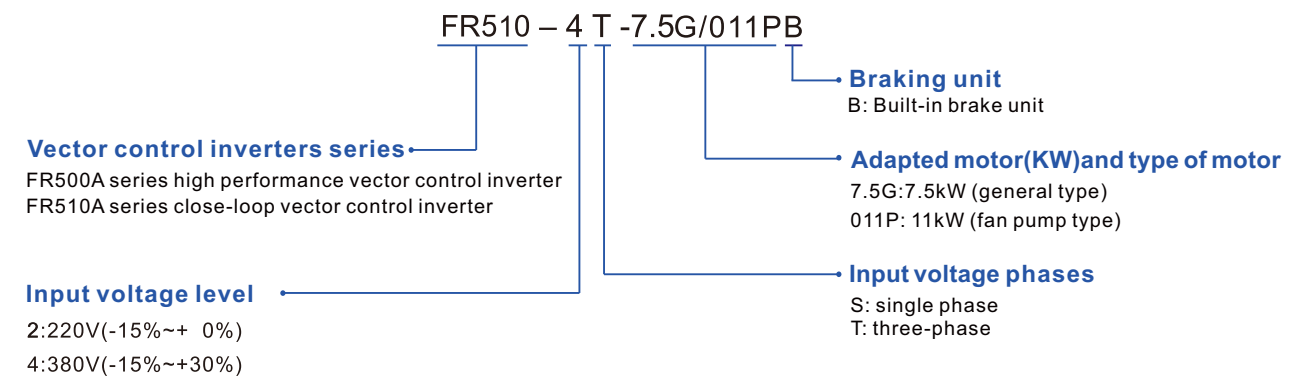 FR510 – 4 T -7.5G/011PB
Braking unit
B: Built-in brake unit
Vector control inverters series
FR500A series high performance vector control inverter
FR510A series close-loop vector control inverter
Adapted motor(KW)and type of motor
7.5G:7.5kW (general type)
011P: 11kW (fan pump type)
Input voltage level
2:220V(-15%~+ 0%)
4:380V(-15%~+30%)
Input voltage phases
S: single phase
T: three-phase